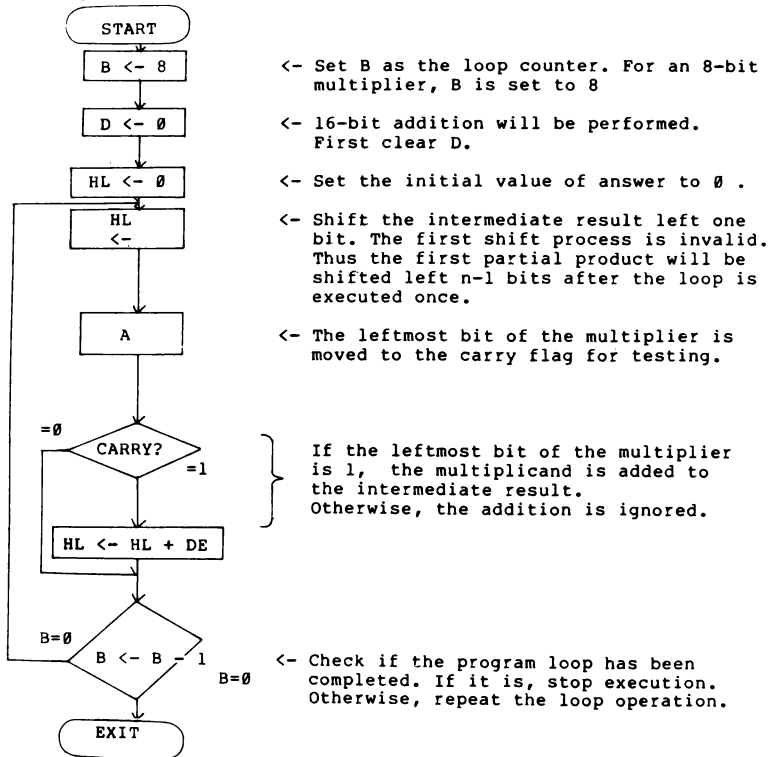 START
B <- 8
<- Set B as the loop counter. For an 8-bit
multiplier, B is set to 8
D <- 0
<- 16-bit addition will be performed.
First clear D.
HL <- 0
<- Set the initial value of answer to 0 .
HL
<-
<- Shift the intermediate result left one
bit. The first shift process is invalid.
Thus the first partial product will be
shifted left n-1 bits after the loop is
executed once.
A
<- The leftmost bit of the multiplier is
moved to the carry flag for testing.
=0
CARRY?
=1
If the leftmost bit of the multiplier
is 1, the multiplicand is added to
the intermediate result.
Otherwise, the addition is ignored.
HL <- HL + DE
B=0
B <- B - 1
B=0
<- Check if the program loop has been
completed. If it is, stop execution.
Otherwise, repeat the loop operation.
EXIT